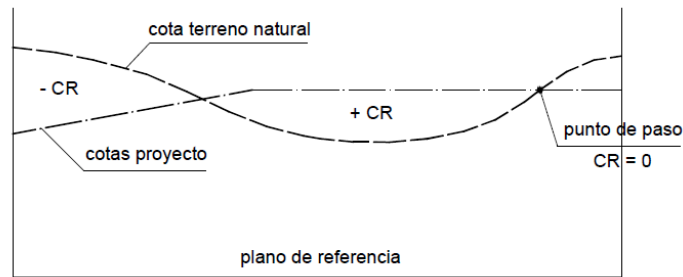 cota terreno natural
- CR
+ CR
punto de paso
CR = 0
cotas proyecto
plano de referencia